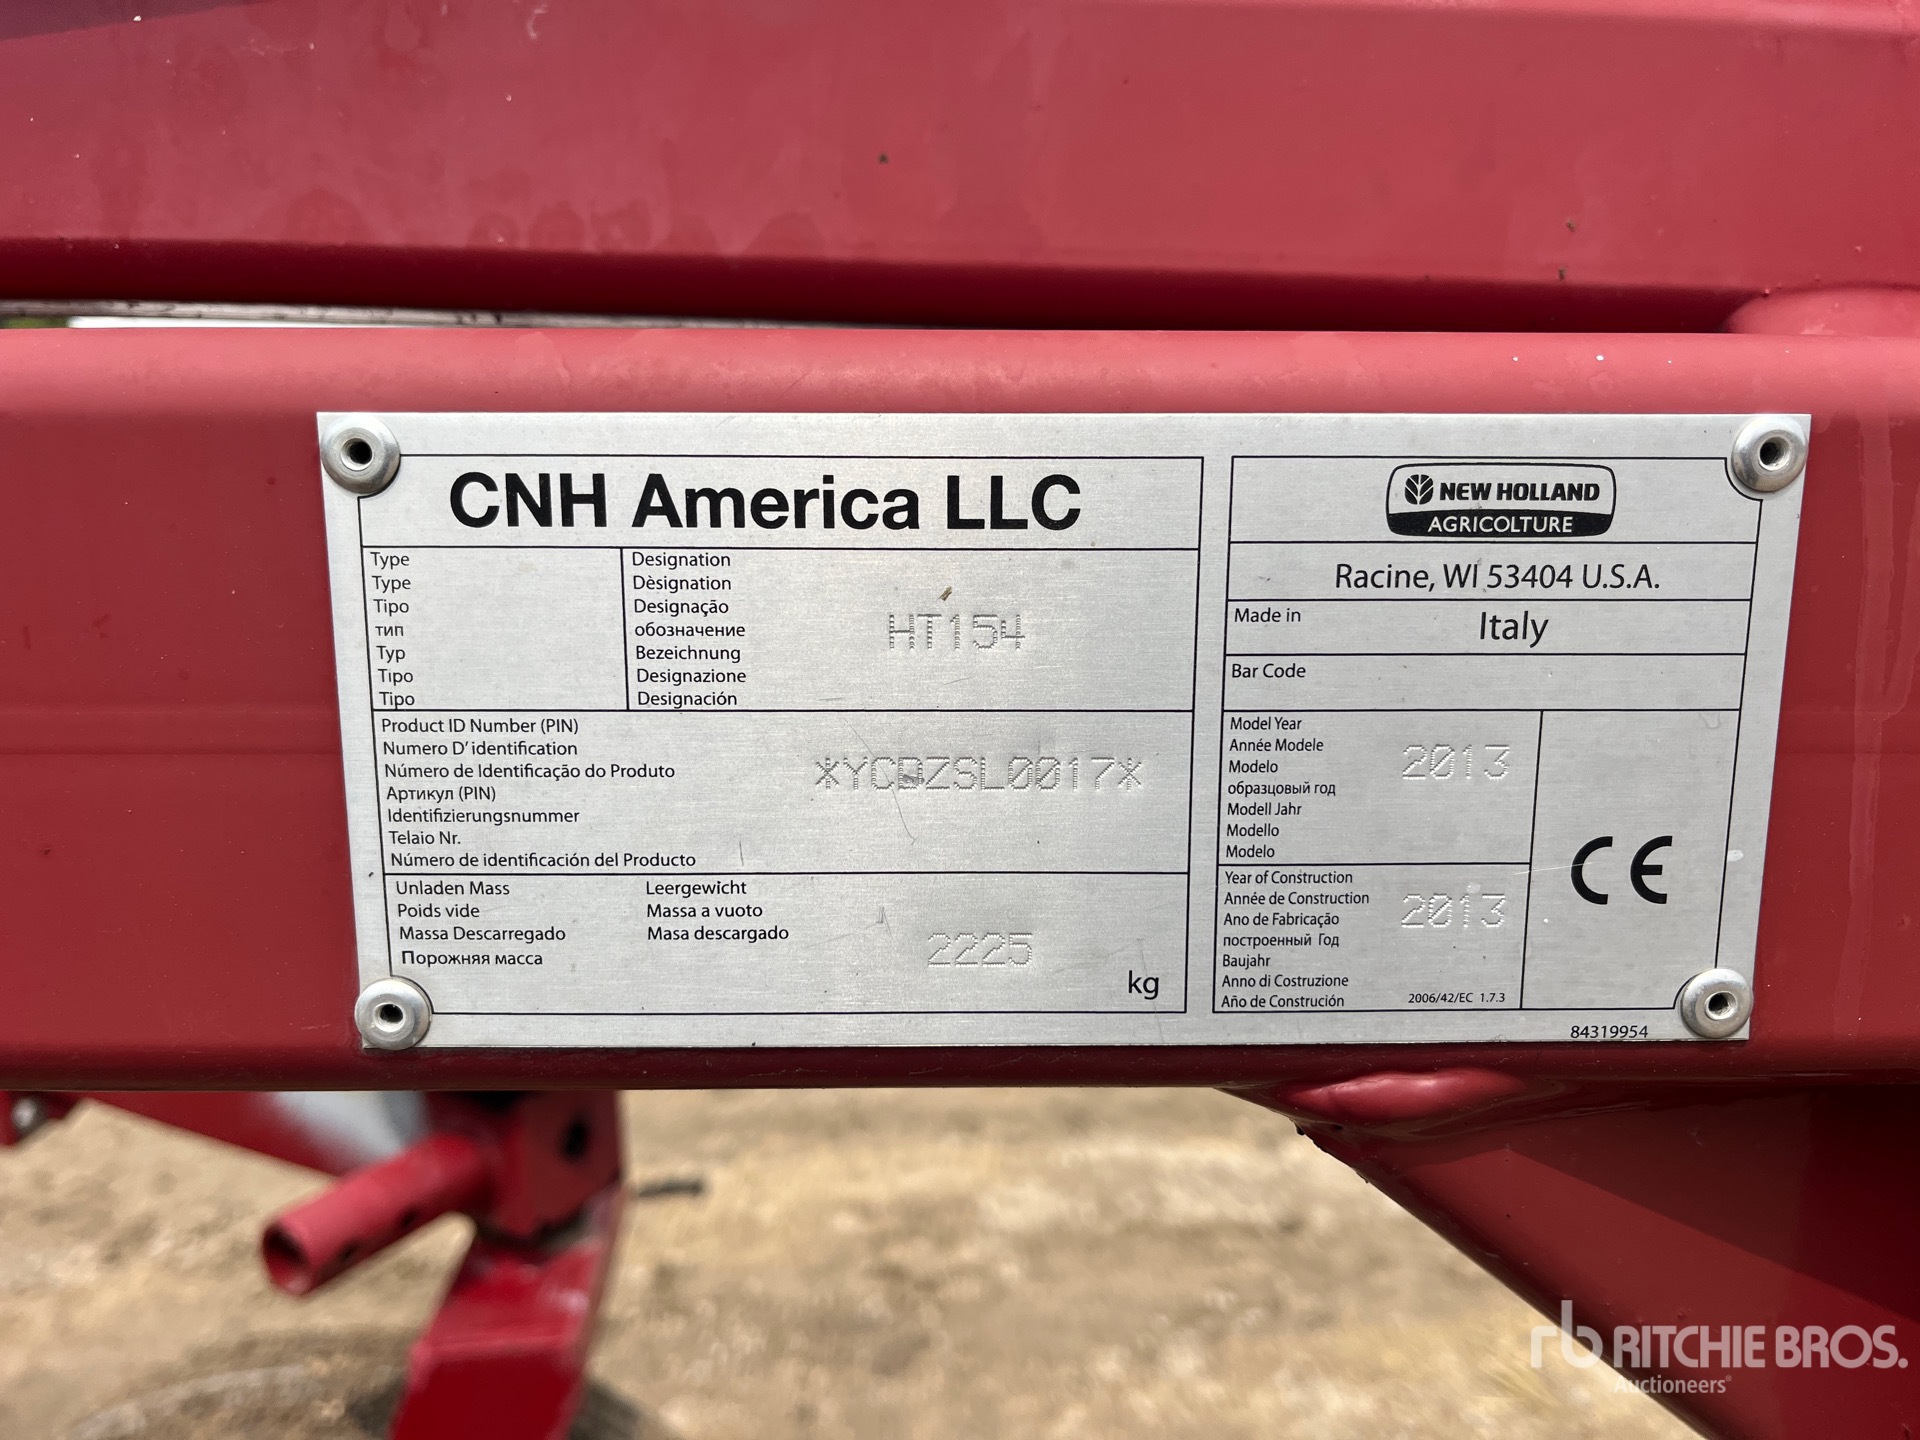 CNH America LLC
Type
Type
Tipo
тип
Typ
Tipo
Tipo
Designation
Dèsignation
Designação
обозначение
Bezeichnung
Designazione
Designación
HT154
Product ID Number (PIN)
Numero D' identification
Número de Identificação do Produto
Артикул (PIN)
Identifizierungsnummer
Telaio Nr.
Número de identificación del Producto
*YCDZSL0017*
Unladen Mass
Poids vide
Massa Descarregado
Порожняя масса
Leergewicht
Massa a vuoto
Masa descargado
2225
kg
NEW HOLLAND
AGRICOLTURE
Racine, WI 53404 U.S.A.
Made in
Italy
Bar Code
Model Year
Année Modele
Modelo
образцовый год
Modell Jahr
Modello
Modelo
2013
Year of Construction
Année de Construction
Ano de Fabricação
построенный Год
Baujahr
Anno di Costruzione
Año de Construción
2013
2006/42/EC 1.7.3
CE
84319954
rb RITCHIE BROS.
Auctioneers®